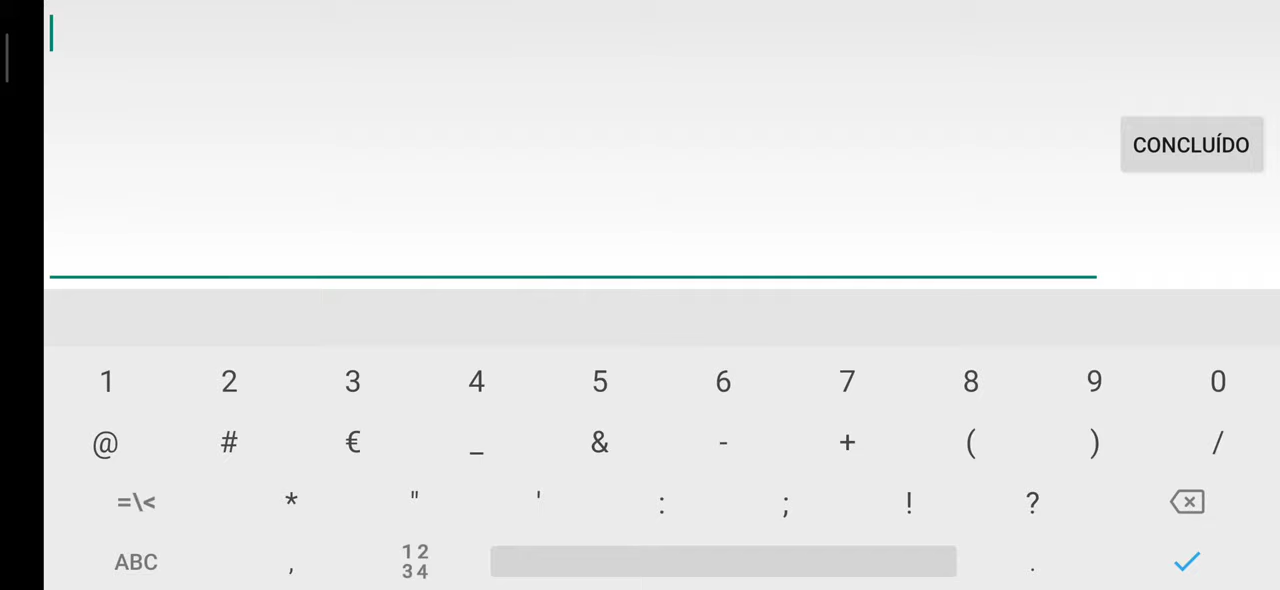 CONCLUÍDO
1 2 3 4 5 6 7 8 9 0
@ # € _ & - + ( ) /
=\< * " ' : ; ! ?
ABC , 12 34 .